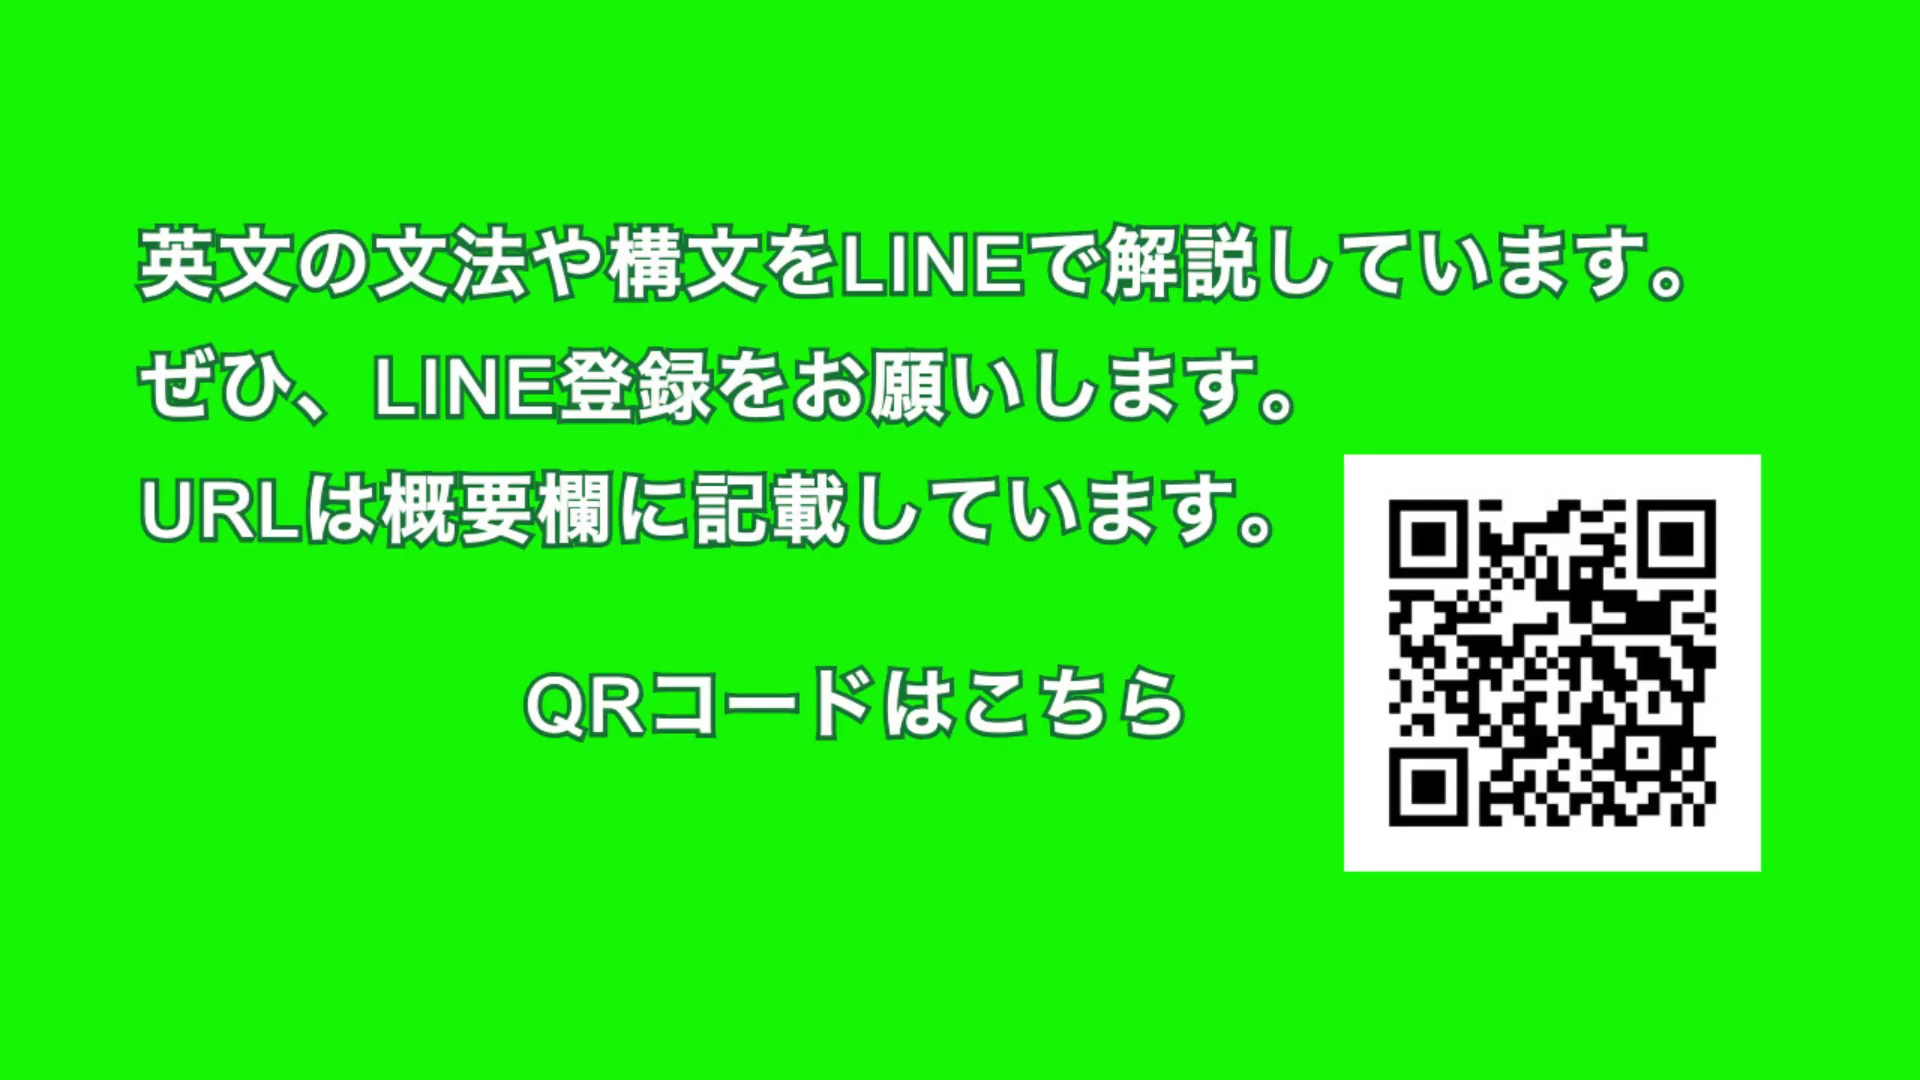 英文の文法や構文をLINEで解説しています。
ぜひ、LINE登録をお願いします。
URLは概要欄に記載しています。
QRコードはこちら